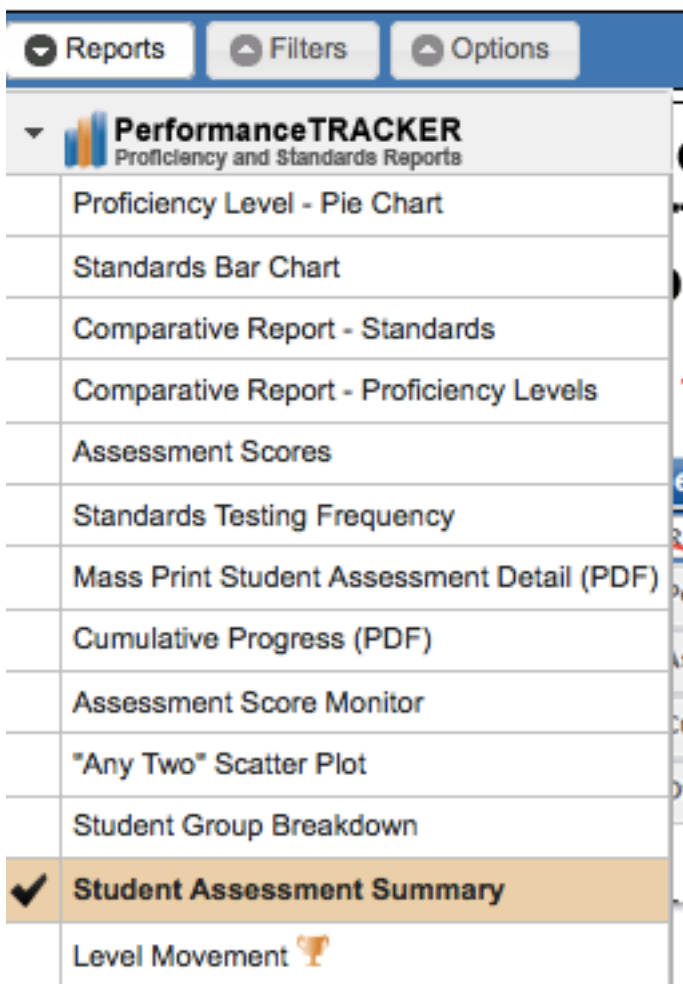 Reports Filters Options
PerformanceTRACKER
Proficiency and Standards Reports
Proficiency Level - Pie Chart
Standards Bar Chart
Comparative Report - Standards
Comparative Report - Proficiency Levels
Assessment Scores
Standards Testing Frequency
Mass Print Student Assessment Detail (PDF)
Cumulative Progress (PDF)
Assessment Score Monitor
"Any Two" Scatter Plot
Student Group Breakdown
Student Assessment Summary
Level Movement